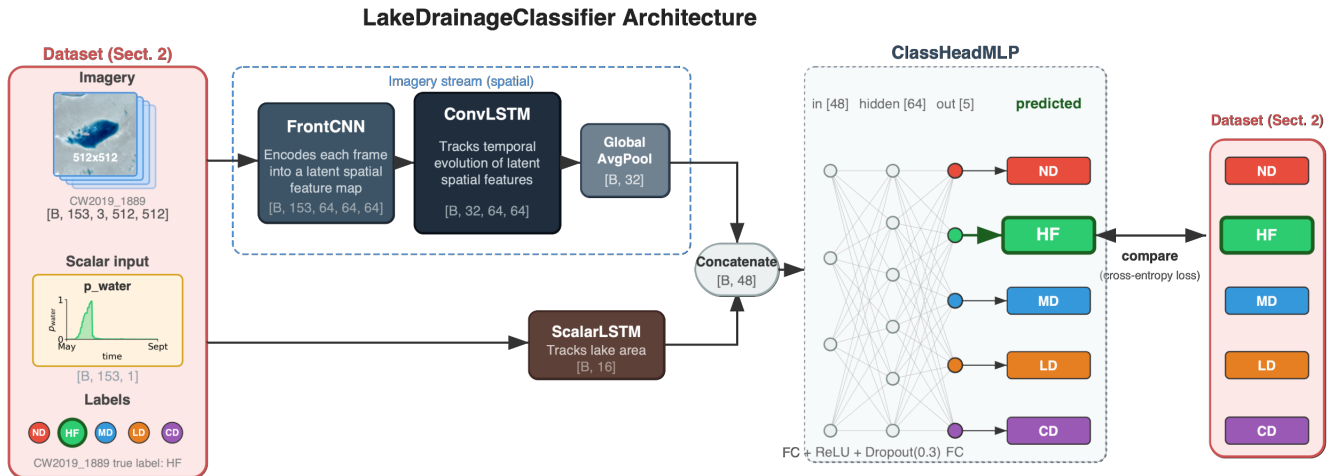 LakeDrainageClassifier Architecture
Dataset (Sect. 2)
Imagery
512x512
CW2019_1889
[B, 153, 3, 512, 512]
Scalar input
p_water
1
p_water
0
May
Sept
time
[B, 153, 1]
Labels
ND
HF
MD
LD
CD
CW2019_1889 true label: HF
Imagery stream (spatial)
FrontCNN
Encodes each frame
into a latent spatial
feature map
[B, 153, 64, 64, 64]
ConvLSTM
Tracks temporal
evolution of latent
spatial features
[B, 32, 64, 64]
Global
AvgPool
[B, 32]
ScalarLSTM
Tracks lake area
[B, 16]
Concatenate
[B, 48]
ClassHeadMLP
in [48] hidden [64] out [5] predicted
ND
HF
MD
LD
CD
FC + ReLU + Dropout(0.3) FC
compare
(cross-entropy loss)
Dataset (Sect. 2)
ND
HF
MD
LD
CD